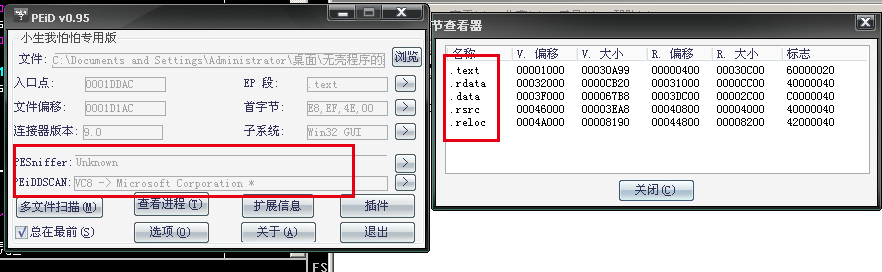 PEiD v0.95
小生我怕怕专用版
文件: C:\Documents and Settings\Administrator\桌面\无壳程序的 浏览
入口点: 0001DDAC EP 段: .text >
文件偏移: 0001D1AC 首字节: E8,EF,4E,00 >
连接器版本: 9.0 子系统: Win32 GUI >
PESniffer: Unknown >
PEiDDSCAN: VC8 -> Microsoft Corporation * >
多文件扫描(M) 查看进程(T) 扩展信息 插件
总在最前(S) 选项(O) 关于(A) 退出
节查看器
名称 V. 偏移 V. 大小 R. 偏移 R. 大小 标志
.text 00001000 00030A99 00000400 00030C00 60000020
.rdata 00032000 0000CB20 00031000 0000CC00 40000040
.data 0003F000 000067B8 0003DC00 00002C00 C0000040
.rsrc 00046000 00003EA8 00040800 00004000 40000040
.reloc 0004A000 00008190 00044800 00008200 42000040
关闭(C)